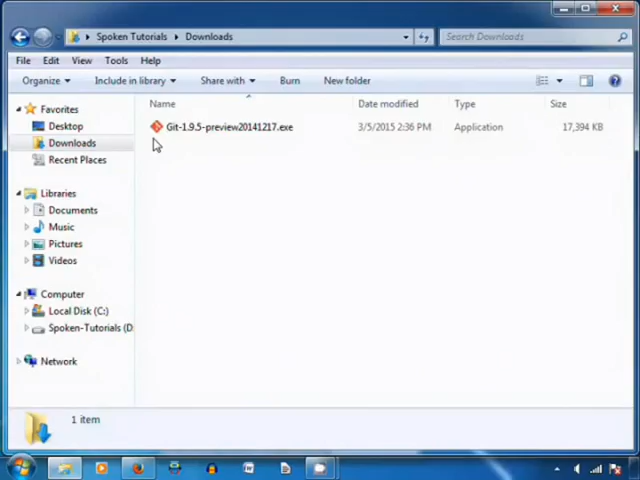 Spoken Tutorials Downloads
Search Downloads
File Edit View Tools Help
Organize Include in library Share with Burn New folder
Name Date modified Type Size
Git-1.9.5-preview20141217.exe 3/5/2015 2:36 PM Application 17,394 KB
Favorites
Desktop
Downloads
Recent Places
Libraries
Documents
Music
Pictures
Videos
Computer
Local Disk (C:)
Spoken-Tutorials (D:
Network
1 item